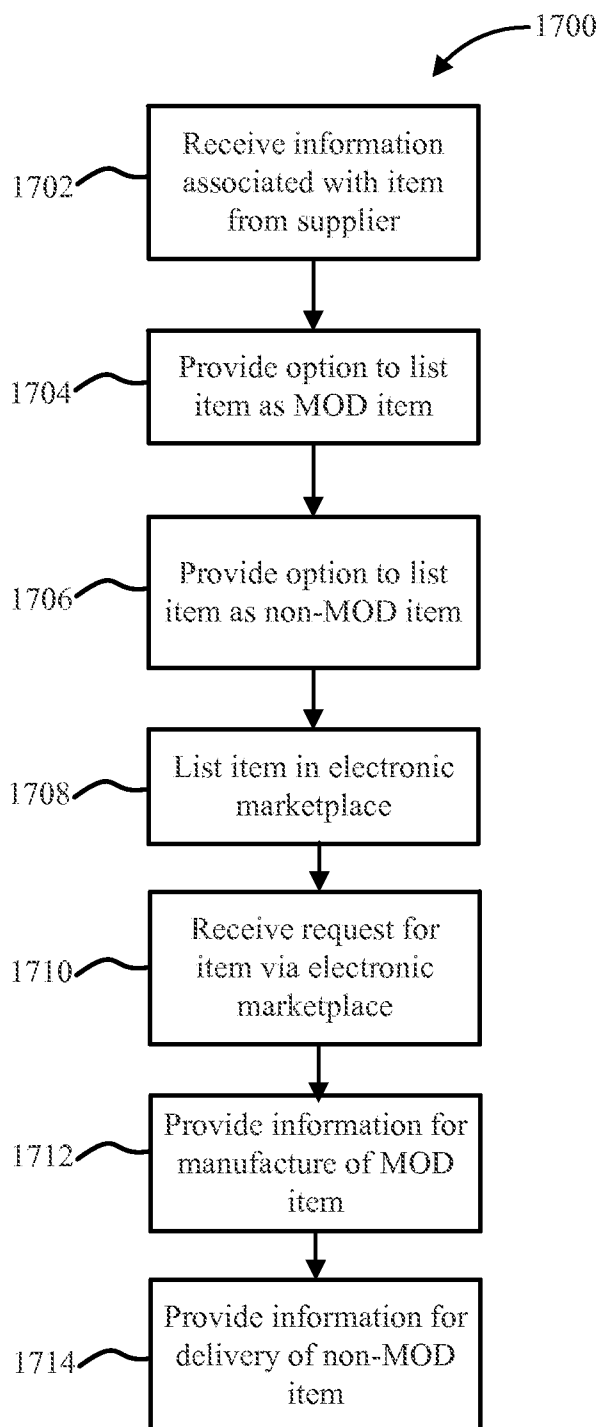 1700
1702
Receive information
associated with item
from supplier
1704
Provide option to list
item as MOD item
1706
Provide option to list
item as non-MOD item
1708
List item in electronic
marketplace
1710
Receive request for
item via electronic
marketplace
1712
Provide information for
manufacture of MOD
item
1714
Provide information for
delivery of non-MOD
item